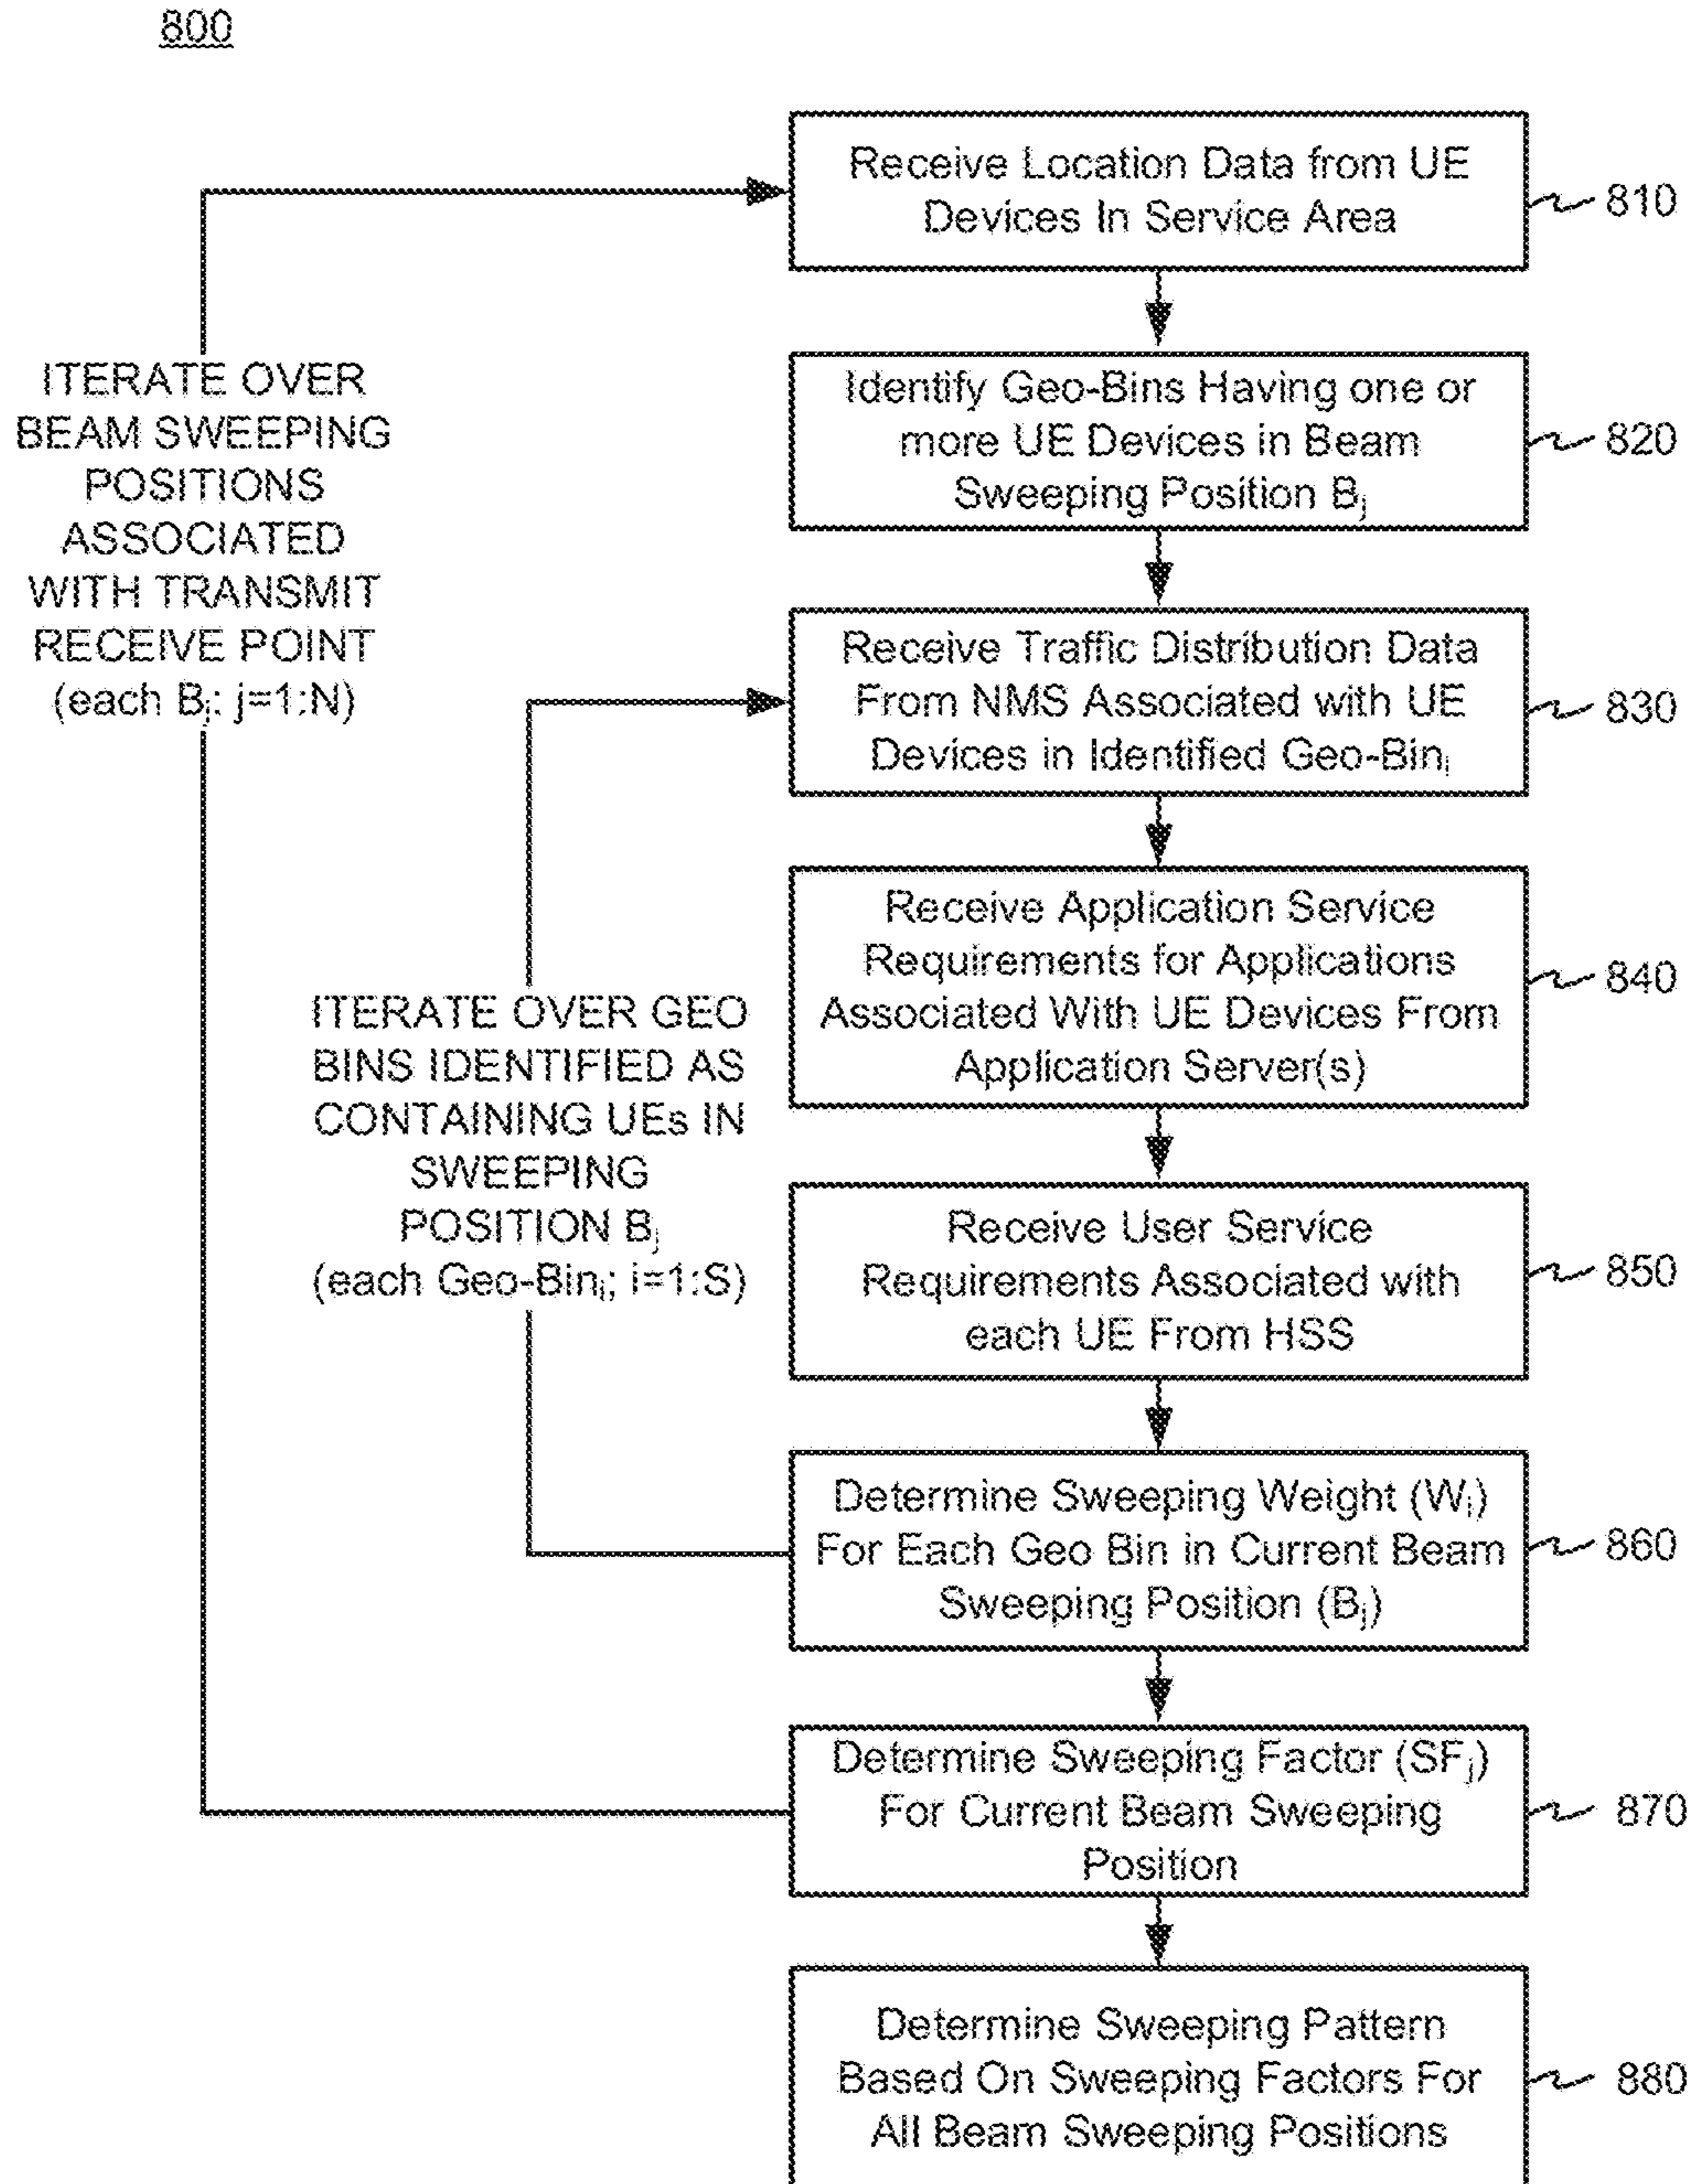 800
Receive Location Data from UE
Devices In Service Area
810
Identify Geo-Bins Having one or
more UE Devices in Beam
Sweeping Position Bj
820
Receive Traffic Distribution Data
From NMS Associated with UE
Devices in Identified Geo-Bini
830
Receive Application Service
Requirements for Applications
Associated With UE Devices From
Application Server(s)
840
Receive User Service
Requirements Associated with
each UE From HSS
850
Determine Sweeping Weight (Wi)
For Each Geo Bin in Current Beam
Sweeping Position (Bj)
860
Determine Sweeping Factor (SFj)
For Current Beam Sweeping
Position
870
Determine Sweeping Pattern
Based On Sweeping Factors For
All Beam Sweeping Positions
880
ITERATE OVER
BEAM SWEEPING
POSITIONS
ASSOCIATED
WITH TRANSMIT
RECEIVE POINT
(each Bj: j=1:N)
ITERATE OVER GEO
BINS IDENTIFIED AS
CONTAINING UEs IN
SWEEPING
POSITION Bj
(each Geo-Bini; i=1:S)